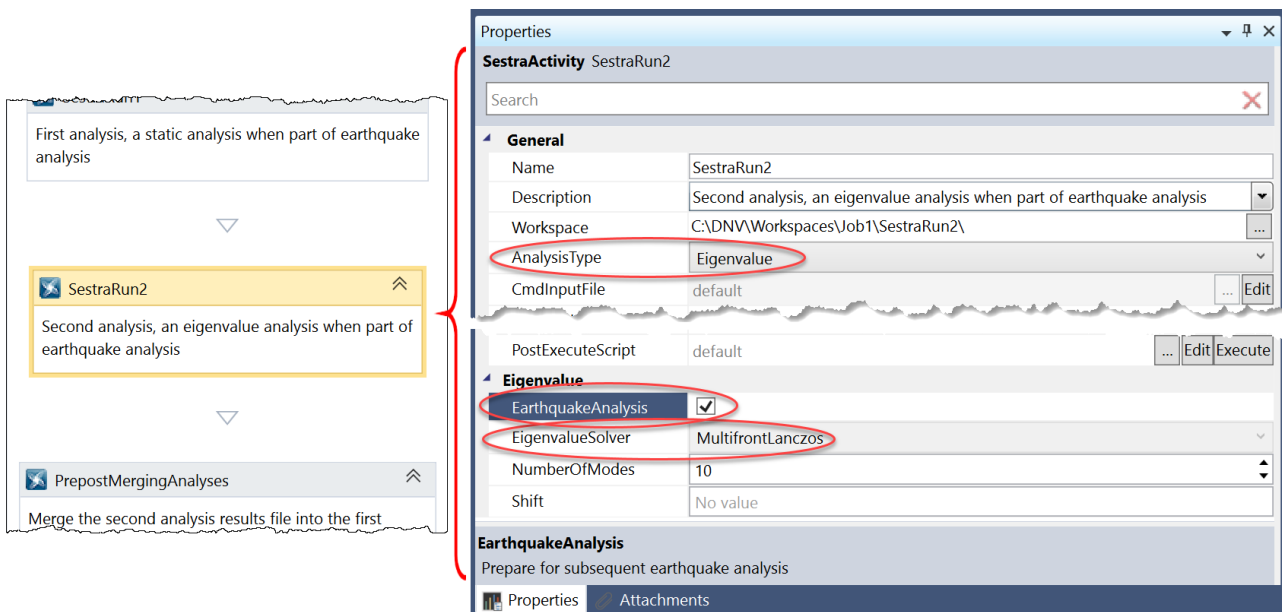 First analysis, a static analysis when part of earthquake
analysis
SestraRun2
Second analysis, an eigenvalue analysis when part of
earthquake analysis
PrepostMergingAnalyses
Merge the second analysis results file into the first
Properties
SestraActivity SestraRun2
Search
General
Name SestraRun2
Description Second analysis, an eigenvalue analysis when part of earthquake analysis
Workspace C:\DNV\Workspaces\Job1\SestraRun2\ ...
AnalysisType Eigenvalue
CmdInputFile default ... Edit
PostExecuteScript default ... Edit Execute
Eigenvalue
EarthquakeAnalysis
EigenvalueSolver MultifrontLanczos
NumberOfModes 10
Shift No value
EarthquakeAnalysis
Prepare for subsequent earthquake analysis
Properties Attachments